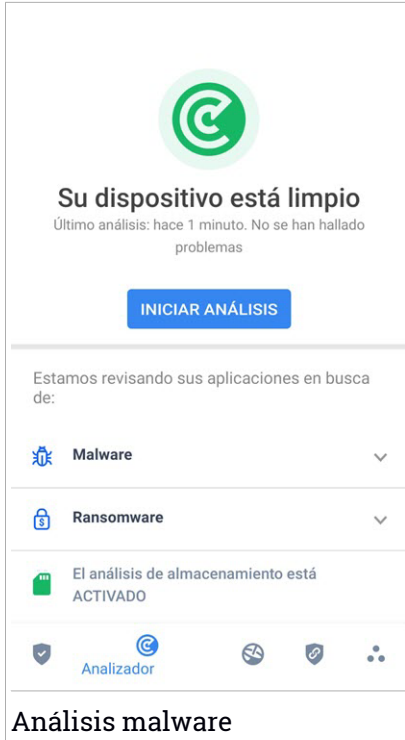 Su dispositivo está limpio
Último análisis: hace 1 minuto. No se han hallado
problemas
INICIAR ANÁLISIS
Estamos revisando sus aplicaciones en busca
de:
Malware
Ransomware
El análisis de almacenamiento está
ACTIVADO
Analizador
Análisis malware